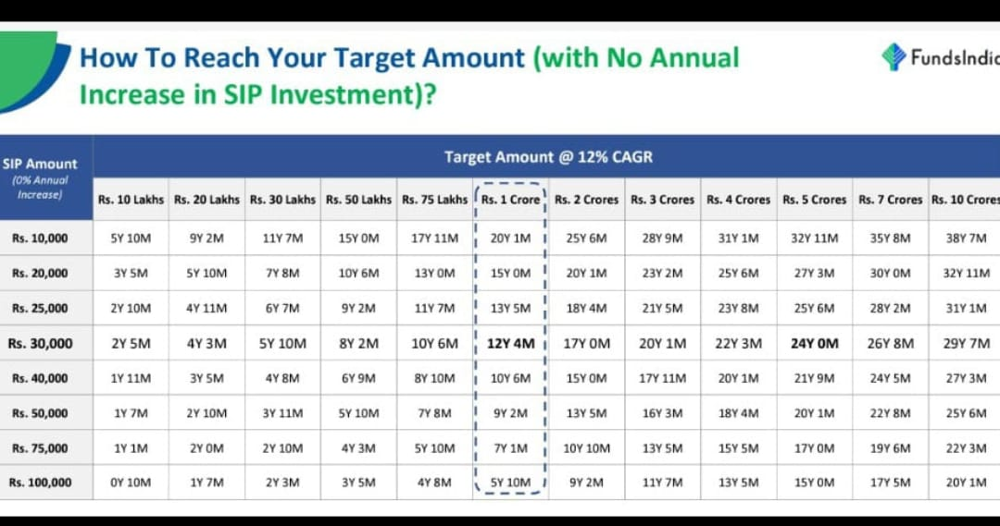 How To Reach Your Target Amount (with No Annual
Increase in SIP Investment)?
FundsIndia
SIP Amount
(0% Annual
Increase)
Target Amount @ 12% CAGR
Rs. 10 Lakhs Rs. 20 Lakhs Rs. 30 Lakhs Rs. 50 Lakhs Rs. 75 Lakhs Rs. 1 Crore Rs. 2 Crores Rs. 3 Crores Rs. 4 Crores Rs. 5 Crores Rs. 7 Crores Rs. 10 Crores
Rs. 10,000 5Y 10M 9Y 2M 11Y 7M 15Y 0M 17Y 11M 20Y 1M 25Y 6M 28Y 9M 31Y 1M 32Y 11M 35Y 8M 38Y 7M
Rs. 20,000 3Y 5M 5Y 10M 7Y 8M 10Y 6M 13Y 0M 15Y 0M 20Y 1M 23Y 2M 25Y 6M 27Y 3M 30Y 0M 32Y 11M
Rs. 25,000 2Y 10M 4Y 11M 6Y 7M 9Y 2M 11Y 7M 13Y 5M 18Y 4M 21Y 5M 23Y 8M 25Y 6M 28Y 2M 31Y 1M
Rs. 30,000 2Y 5M 4Y 3M 5Y 10M 8Y 2M 10Y 6M 12Y 4M 17Y 0M 20Y 1M 22Y 3M 24Y 0M 26Y 8M 29Y 7M
Rs. 40,000 1Y 11M 3Y 5M 4Y 8M 6Y 9M 8Y 10M 10Y 6M 15Y 0M 17Y 11M 20Y 1M 21Y 9M 24Y 5M 27Y 3M
Rs. 50,000 1Y 7M 2Y 10M 3Y 11M 5Y 10M 7Y 8M 9Y 2M 13Y 5M 16Y 3M 18Y 4M 20Y 1M 22Y 8M 25Y 6M
Rs. 75,000 1Y 1M 2Y 0M 2Y 10M 4Y 3M 5Y 10M 7Y 1M 10Y 10M 13Y 5M 15Y 5M 17Y 0M 19Y 6M 22Y 3M
Rs. 100,000 0Y 10M 1Y 7M 2Y 3M 3Y 5M 4Y 8M 5Y 10M 9Y 2M 11Y 7M 13Y 5M 15Y 0M 17Y 5M 20Y 1M